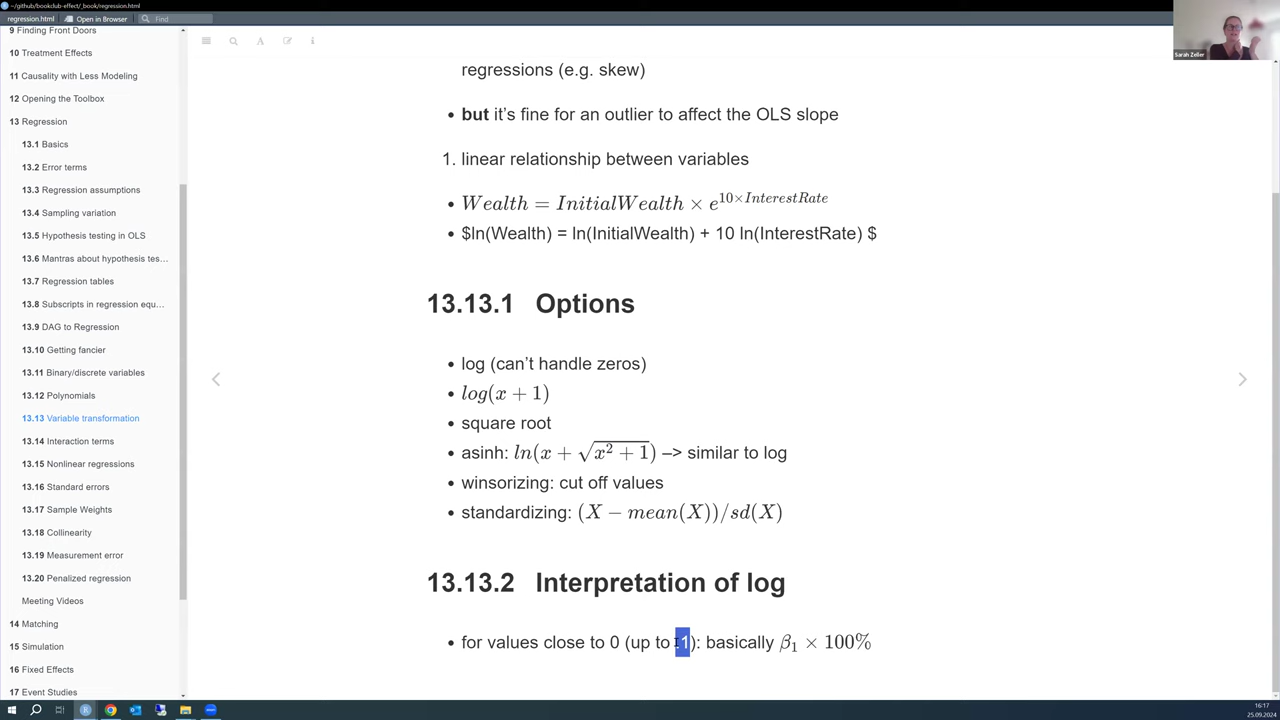 ~/github/bookclub-effect/_book/regression.html
regression.html Open in Browser Find
9 Finding Front Doors
10 Treatment Effects
11 Causality with Less Modeling
12 Opening the Toolbox
13 Regression
13.1 Basics
13.2 Error terms
13.3 Regression assumptions
13.4 Sampling variation
13.5 Hypothesis testing in OLS
13.6 Mantras about hypothesis tes...
13.7 Regression tables
13.8 Subscripts in regression equ...
13.9 DAG to Regression
13.10 Getting fancier
13.11 Binary/discrete variables
13.12 Polynomials
13.13 Variable transformation
13.14 Interaction terms
13.15 Nonlinear regressions
13.16 Standard errors
13.17 Sample Weights
13.18 Collinearity
13.19 Measurement error
13.20 Penalized regression
Meeting Videos
14 Matching
15 Simulation
16 Fixed Effects
17 Event Studies
regressions (e.g. skew)
• but it's fine for an outlier to affect the OLS slope
1. linear relationship between variables
• Wealth = InitialWealth × e^{10×InterestRate}
• $ln(Wealth) = ln(InitialWealth) + 10 ln(InterestRate) $
13.13.1 Options
• log (can't handle zeros)
• log(x + 1)
• square root
• asinh: ln(x + √(x² + 1)) –> similar to log
• winsorizing: cut off values
• standardizing: (X − mean(X))/sd(X)
13.13.2 Interpretation of log
• for values close to 0 (up to .1): basically β₁ × 100%
Sarah Zeller
16:17
25.09.2024